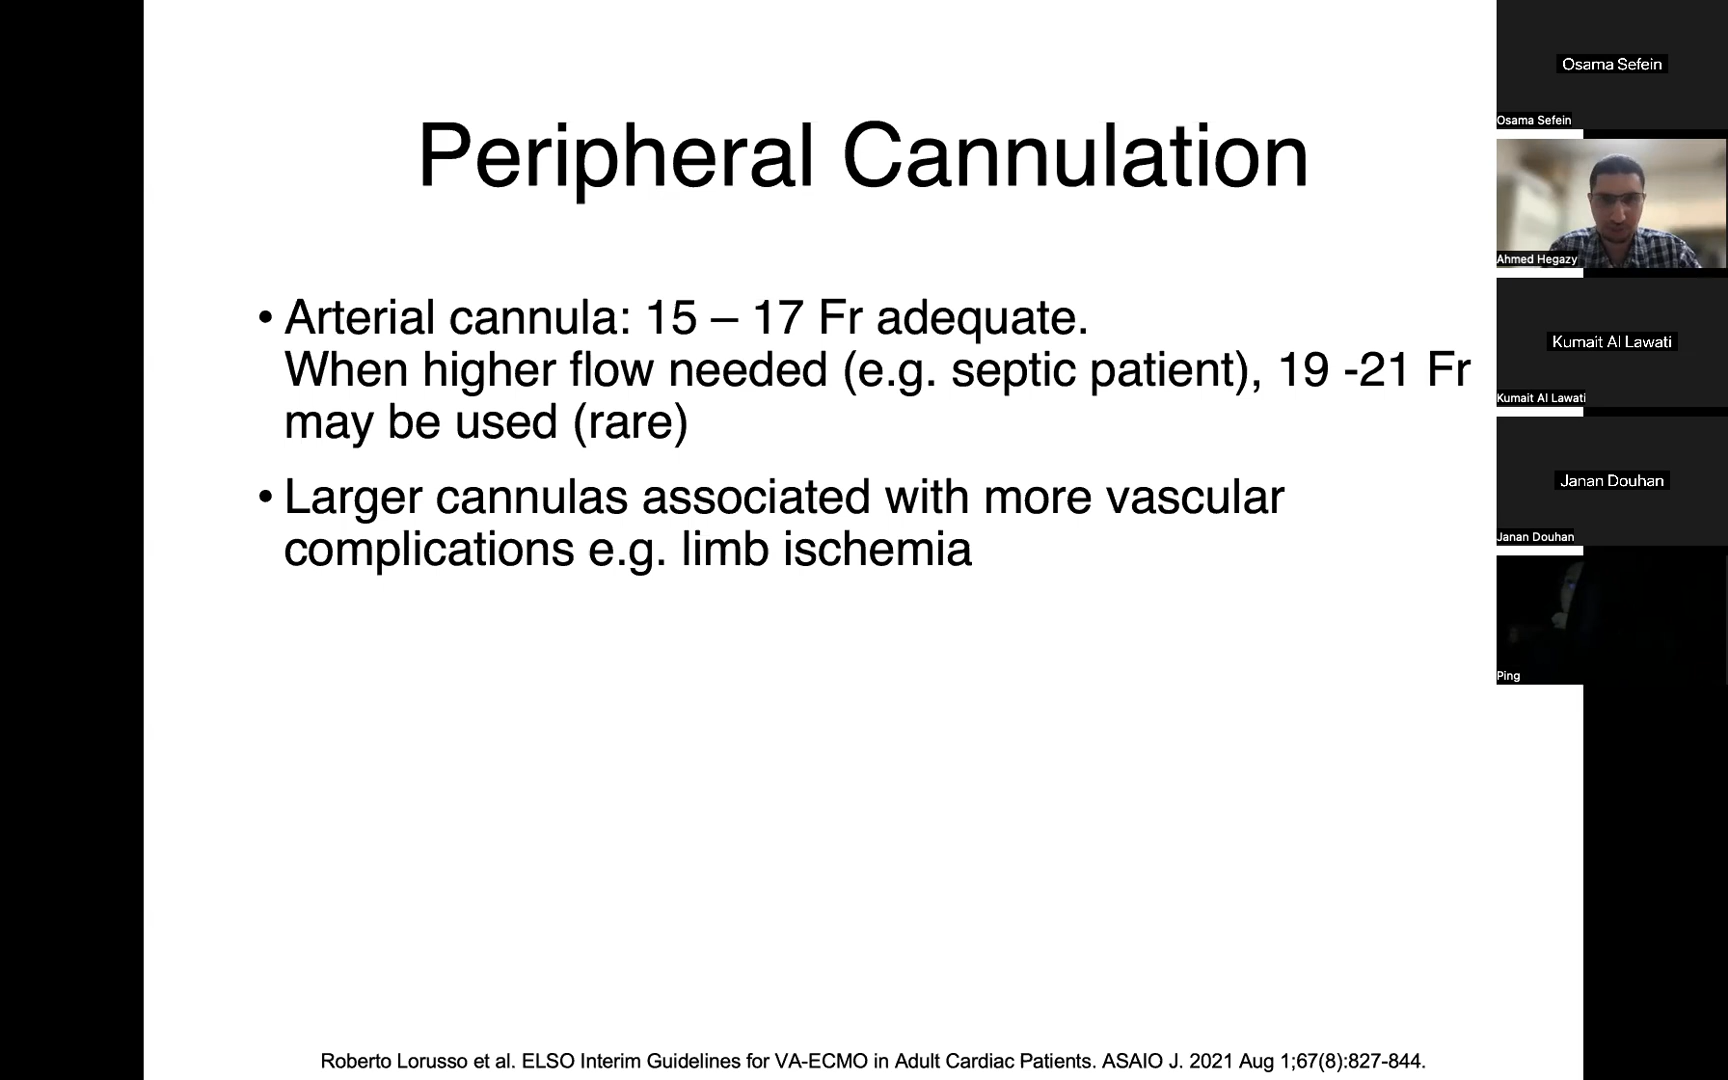 Peripheral Cannulation
• Arterial cannula: 15 – 17 Fr adequate.
When higher flow needed (e.g. septic patient), 19 -21 Fr
may be used (rare)
• Larger cannulas associated with more vascular
complications e.g. limb ischemia
Roberto Lorusso et al. ELSO Interim Guidelines for VA-ECMO in Adult Cardiac Patients. ASAIO J. 2021 Aug 1;67(8):827-844.
Osama Sefein
Osama Sefein
Ahmed Hegazy
Kumait Al Lawati
Kumait Al Lawati
Janan Douhan
Janan Douhan
Ping